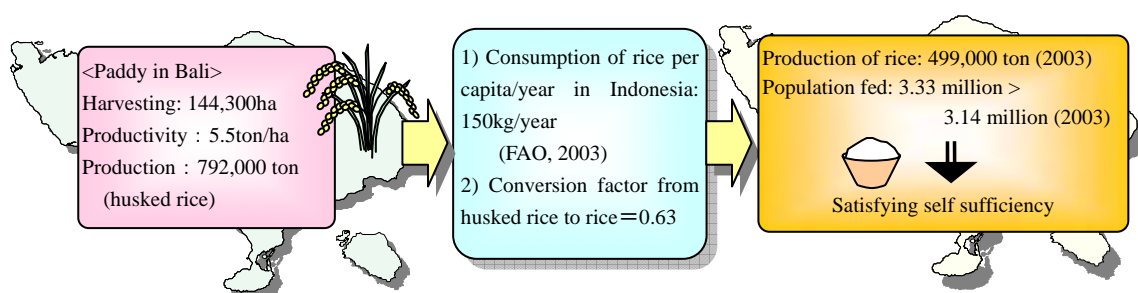 <Paddy in Bali>
Harvesting: 144,300ha
Productivity：5.5ton/ha
Production：792,000 ton
(husked rice)
1) Consumption of rice per
capita/year in Indonesia:
150kg/year
(FAO, 2003)
2) Conversion factor from
husked rice to rice＝0.63
Production of rice: 499,000 ton (2003)
Population fed: 3.33 million >
3.14 million (2003)
Satisfying self sufficiency